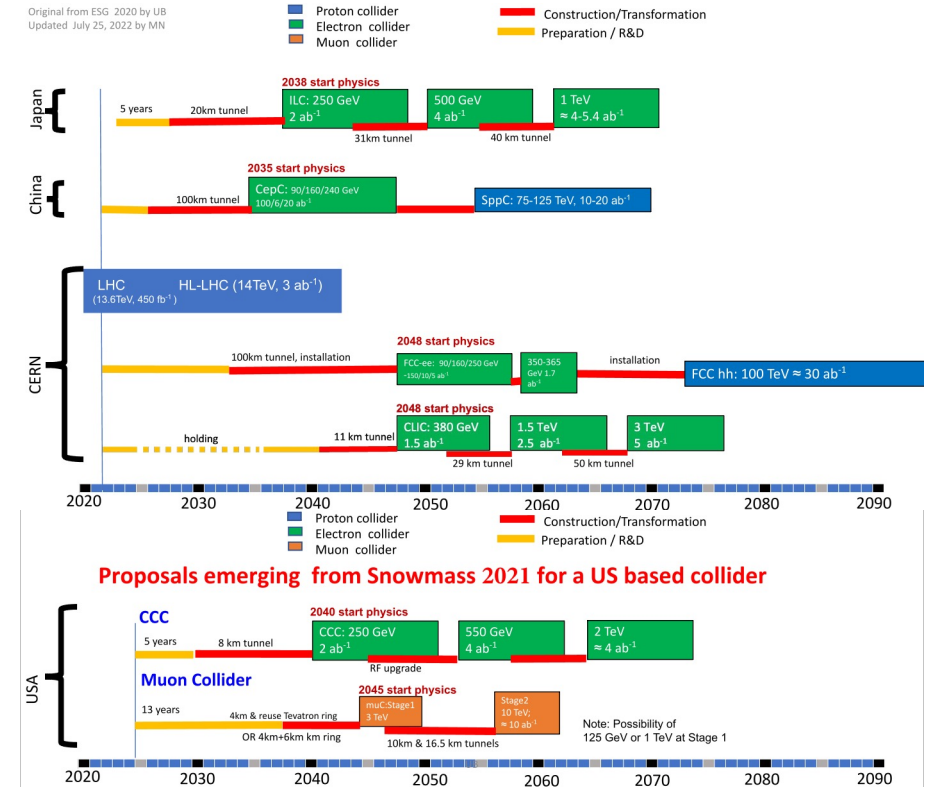 Original from ESG 2020 by UB
Updated July 25, 2022 by MN
Proton collider
Electron collider
Muon collider
Construction/Transformation
Preparation / R&D
Japan
2038 start physics
5 years
20km tunnel
ILC: 250 GeV
2 ab⁻¹
500 GeV
4 ab⁻¹
1 TeV
≈ 4-5.4 ab⁻¹
31km tunnel
40 km tunnel
China
2035 start physics
100km tunnel
CepC: 90/160/240 GeV
100/6/20 ab⁻¹
SppC: 75-125 TeV, 10-20 ab⁻¹
CERN
LHC HL-LHC (14TeV, 3 ab⁻¹)
(13.6TeV, 450 fb⁻¹)
2048 start physics
100km tunnel, installation
FCC-ee: 90/160/250 GeV
~150/10/5 ab⁻¹
350-365
GeV 1.7
ab⁻¹
installation
FCC hh: 100 TeV ≈ 30 ab⁻¹
2048 start physics
holding
11 km tunnel
CLIC: 380 GeV
1.5 ab⁻¹
1.5 TeV
2.5 ab⁻¹
3 TeV
5 ab⁻¹
29 km tunnel
50 km tunnel
2020 2030 2040 2050 2060 2070 2080 2090
Proton collider
Electron collider
Muon collider
Construction/Transformation
Preparation / R&D
Proposals emerging from Snowmass 2021 for a US based collider
USA
CCC
2040 start physics
5 years
8 km tunnel
CCC: 250 GeV
2 ab⁻¹
550 GeV
4 ab⁻¹
2 TeV
≈ 4 ab⁻¹
RF upgrade
Muon Collider
2045 start physics
13 years
4km & reuse Tevatron ring
OR 4km+6km km ring
muC:Stage1
3 TeV
Stage2
10 TeV;
≈ 10 ab⁻¹
10km & 16.5 km tunnels
Note: Possibility of
125 GeV or 1 TeV at Stage 1
2020 2030 2040 2050 2060 2070 2080 2090